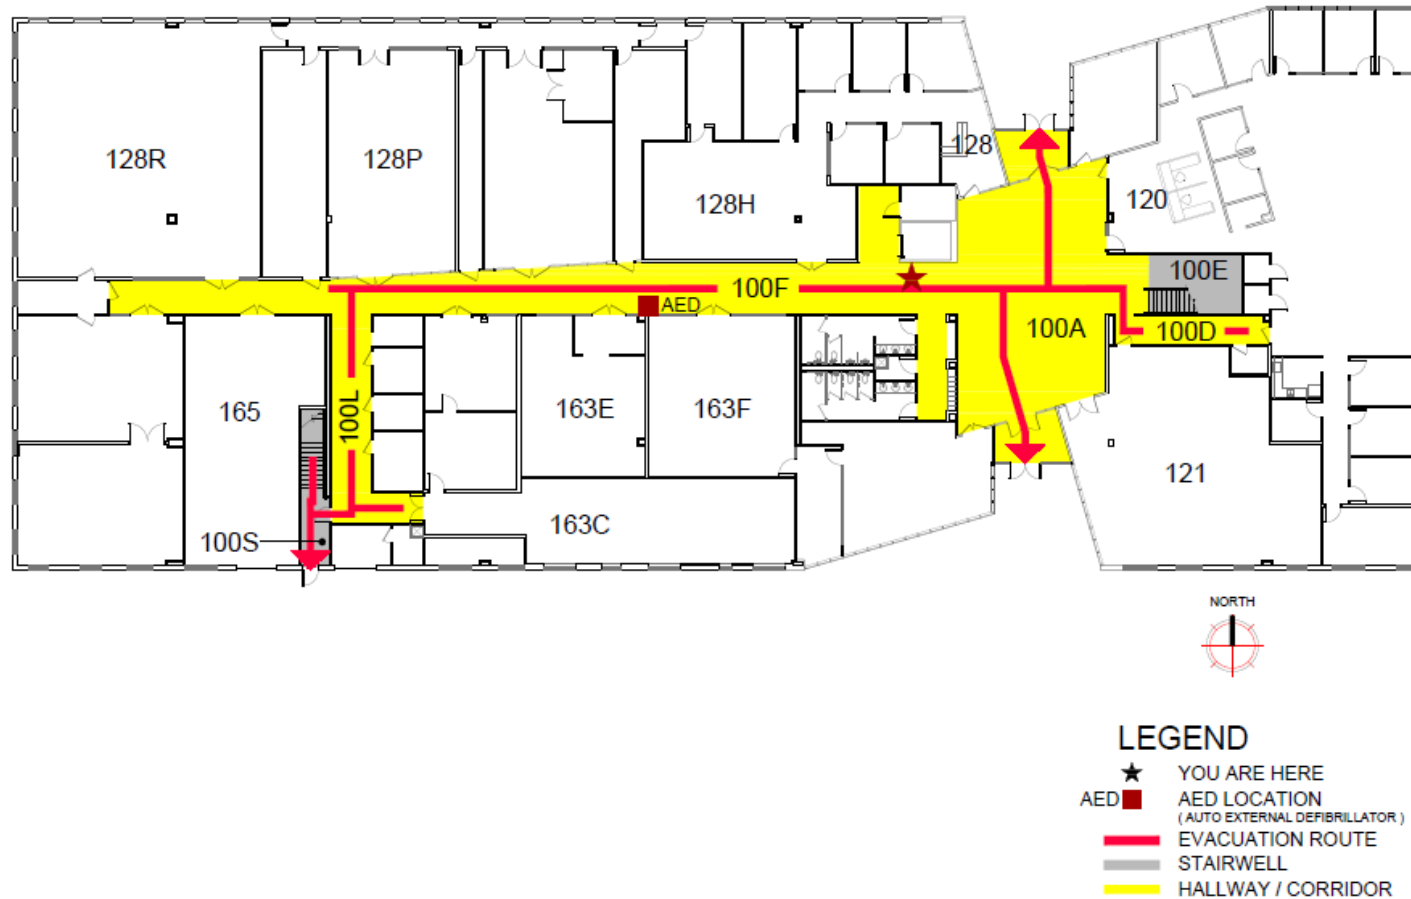 128R
128P
128H
128
120
100E
100F
AED
100A
100D
165
100L
163E
163F
121
163C
100S
NORTH
LEGEND
YOU ARE HERE
AED AED LOCATION
( AUTO EXTERNAL DEFIBRILLATOR )
EVACUATION ROUTE
STAIRWELL
HALLWAY / CORRIDOR